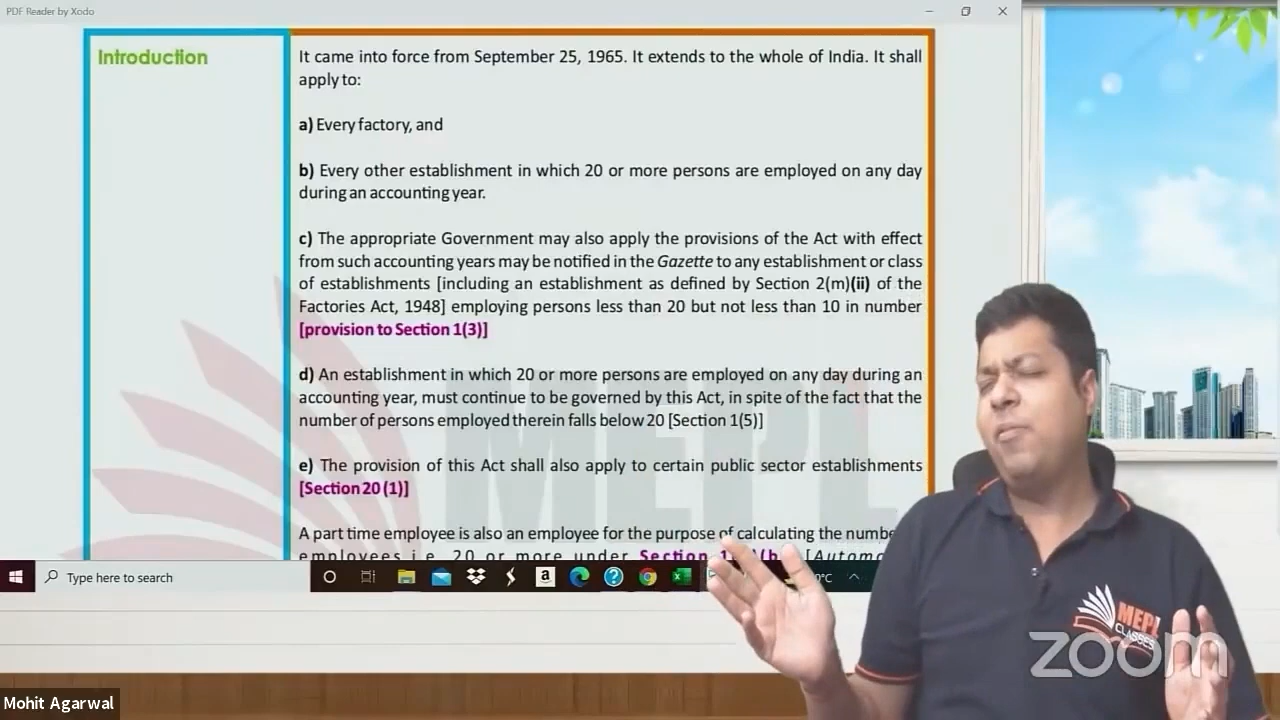 PDF Reader by Xodo
Introduction
It came into force from September 25, 1965. It extends to the whole of India. It shall
apply to:
a) Every factory, and
b) Every other establishment in which 20 or more persons are employed on any day
during an accounting year.
c) The appropriate Government may also apply the provisions of the Act with effect
from such accounting years may be notified in the Gazette to any establishment or class
of establishments [including an establishment as defined by Section 2(m)(ii) of the
Factories Act, 1948] employing persons less than 20 but not less than 10 in number
[provision to Section 1(3)]
d) An establishment in which 20 or more persons are employed on any day during an
accounting year, must continue to be governed by this Act, in spite of the fact that the
number of persons employed therein falls below 20 [Section 1(5)]
e) The provision of this Act shall also apply to certain public sector establishments
[Section 20 (1)]
A part time employee is also an employee for the purpose of calculating the
employees i.e. 20 or more under Section
MEPL
Type here to search
MEPL
CLASSES
zoom
Mohit Agarwal